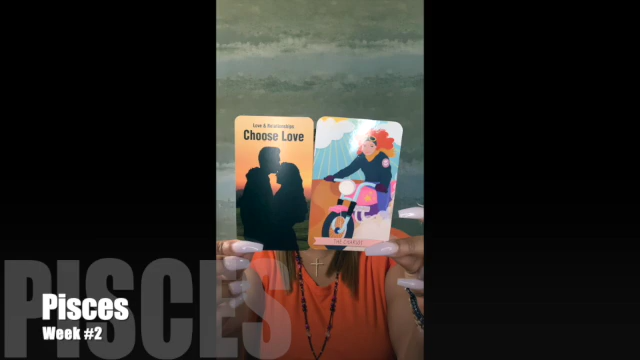 Love & Relationships
Choose Love
THE CHARIOT
PISCES
Pisces
Week #2